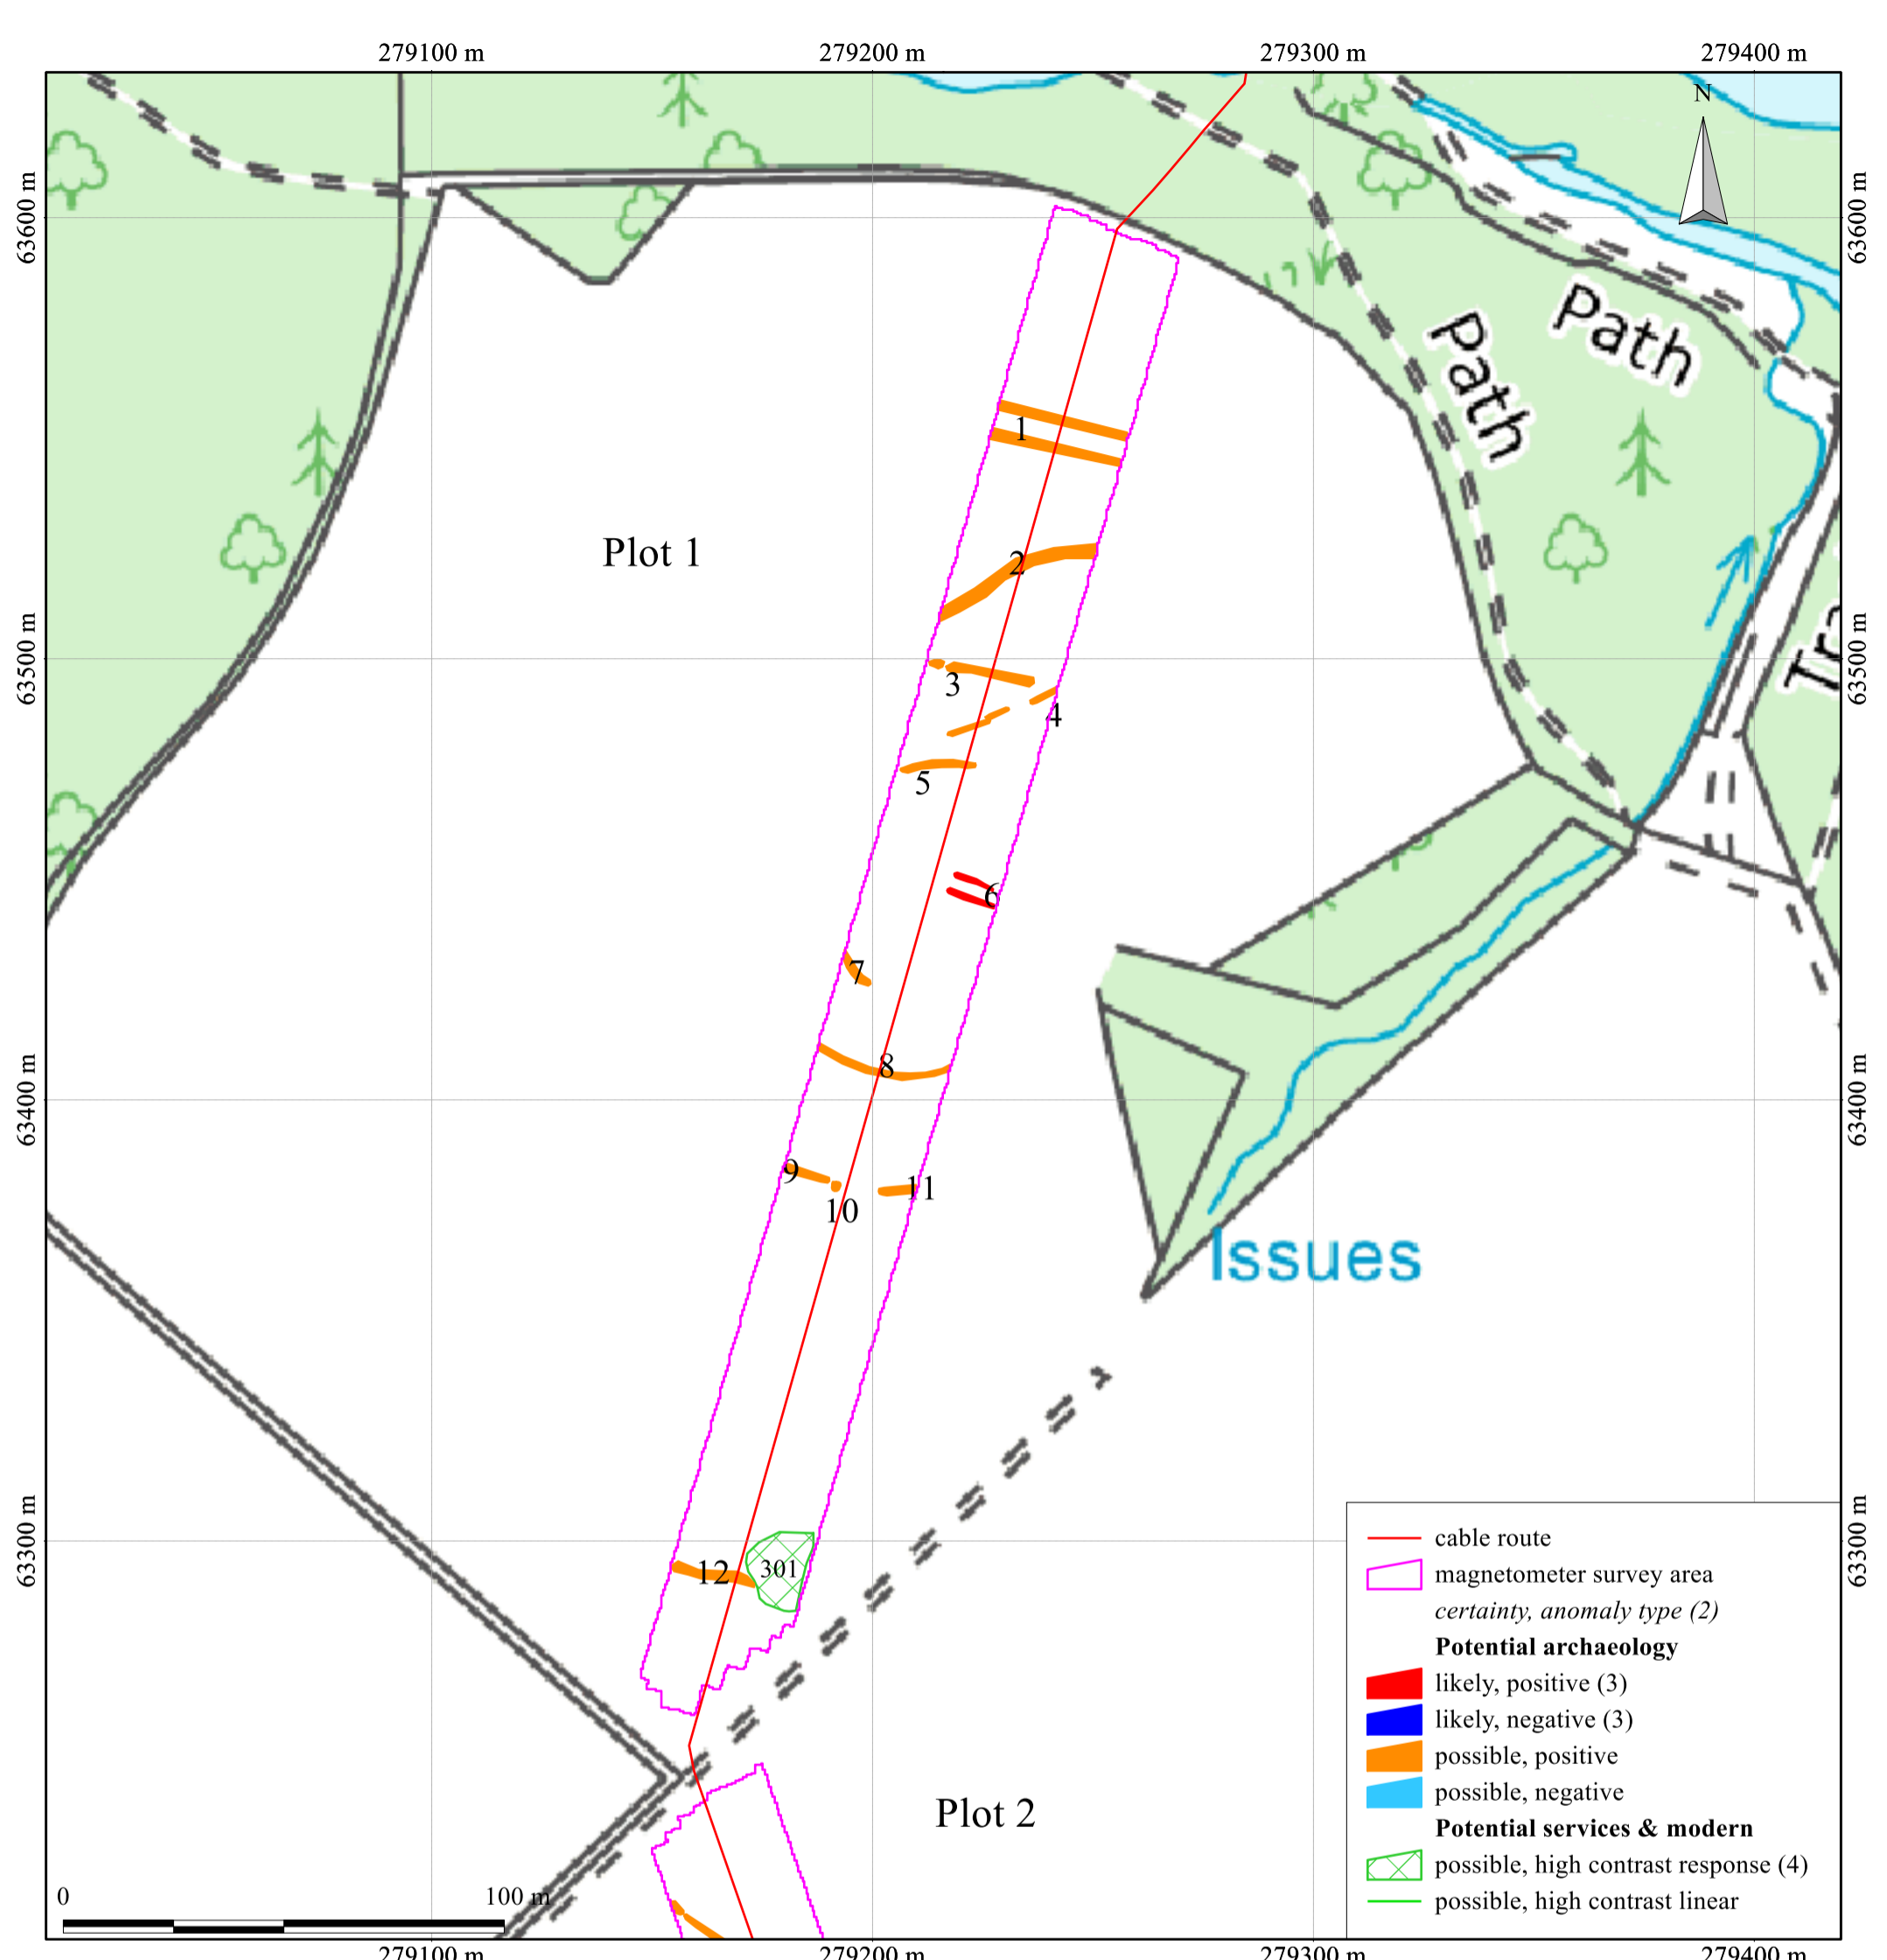 279100 m 279200 m 279300 m 279400 m
N
63600 m 63600 m
Path
Path
1
Plot 1
2
63500 m 63500 m
Tra
3
4
5
6
7
8
63400 m 63400 m
9
11
10
Issues
63300 m 63300 m
12
301
cable route
magnetometer survey area
certainty, anomaly type (2)
Potential archaeology
likely, positive (3)
likely, negative (3)
possible, positive
possible, negative
Potential services & modern
possible, high contrast response (4)
possible, high contrast linear
Plot 2
0 100 m
279100 m 279200 m 279300 m 279400 m